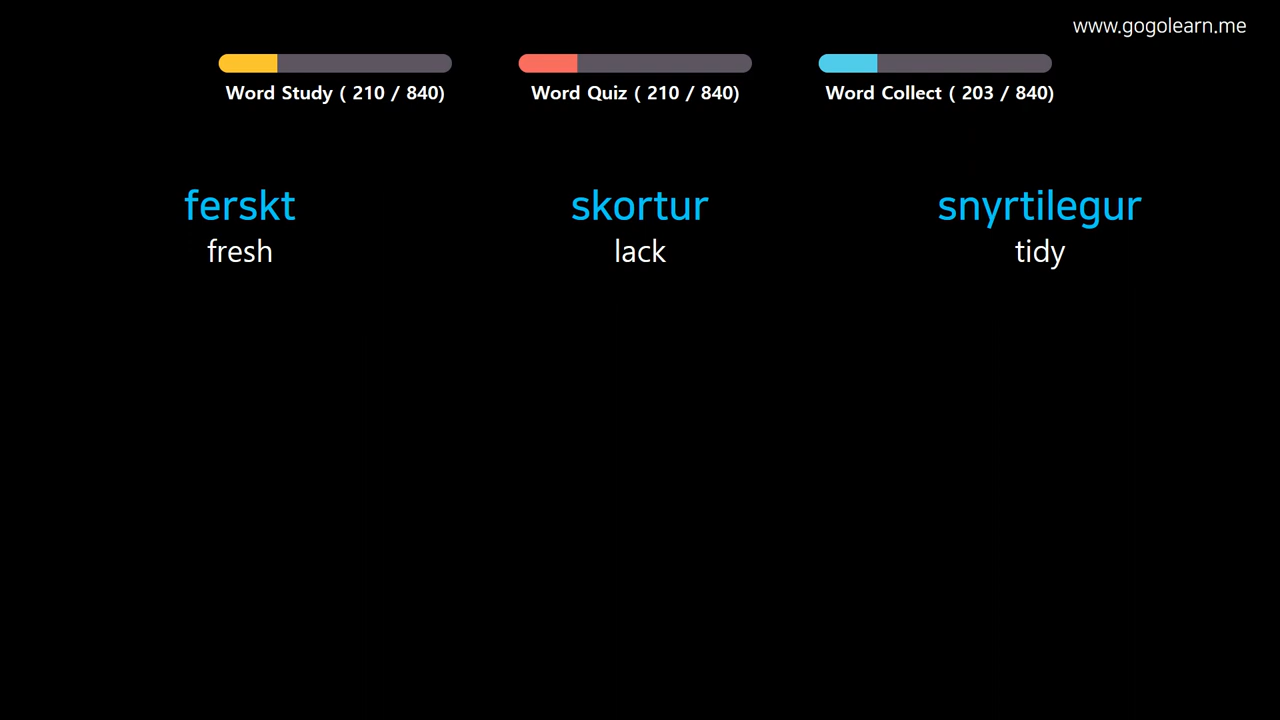 www.gogolearn.me
Word Study ( 210 / 840)
Word Quiz ( 210 / 840)
Word Collect ( 203 / 840)
ferskt
fresh
skortur
lack
snyrtilegur
tidy